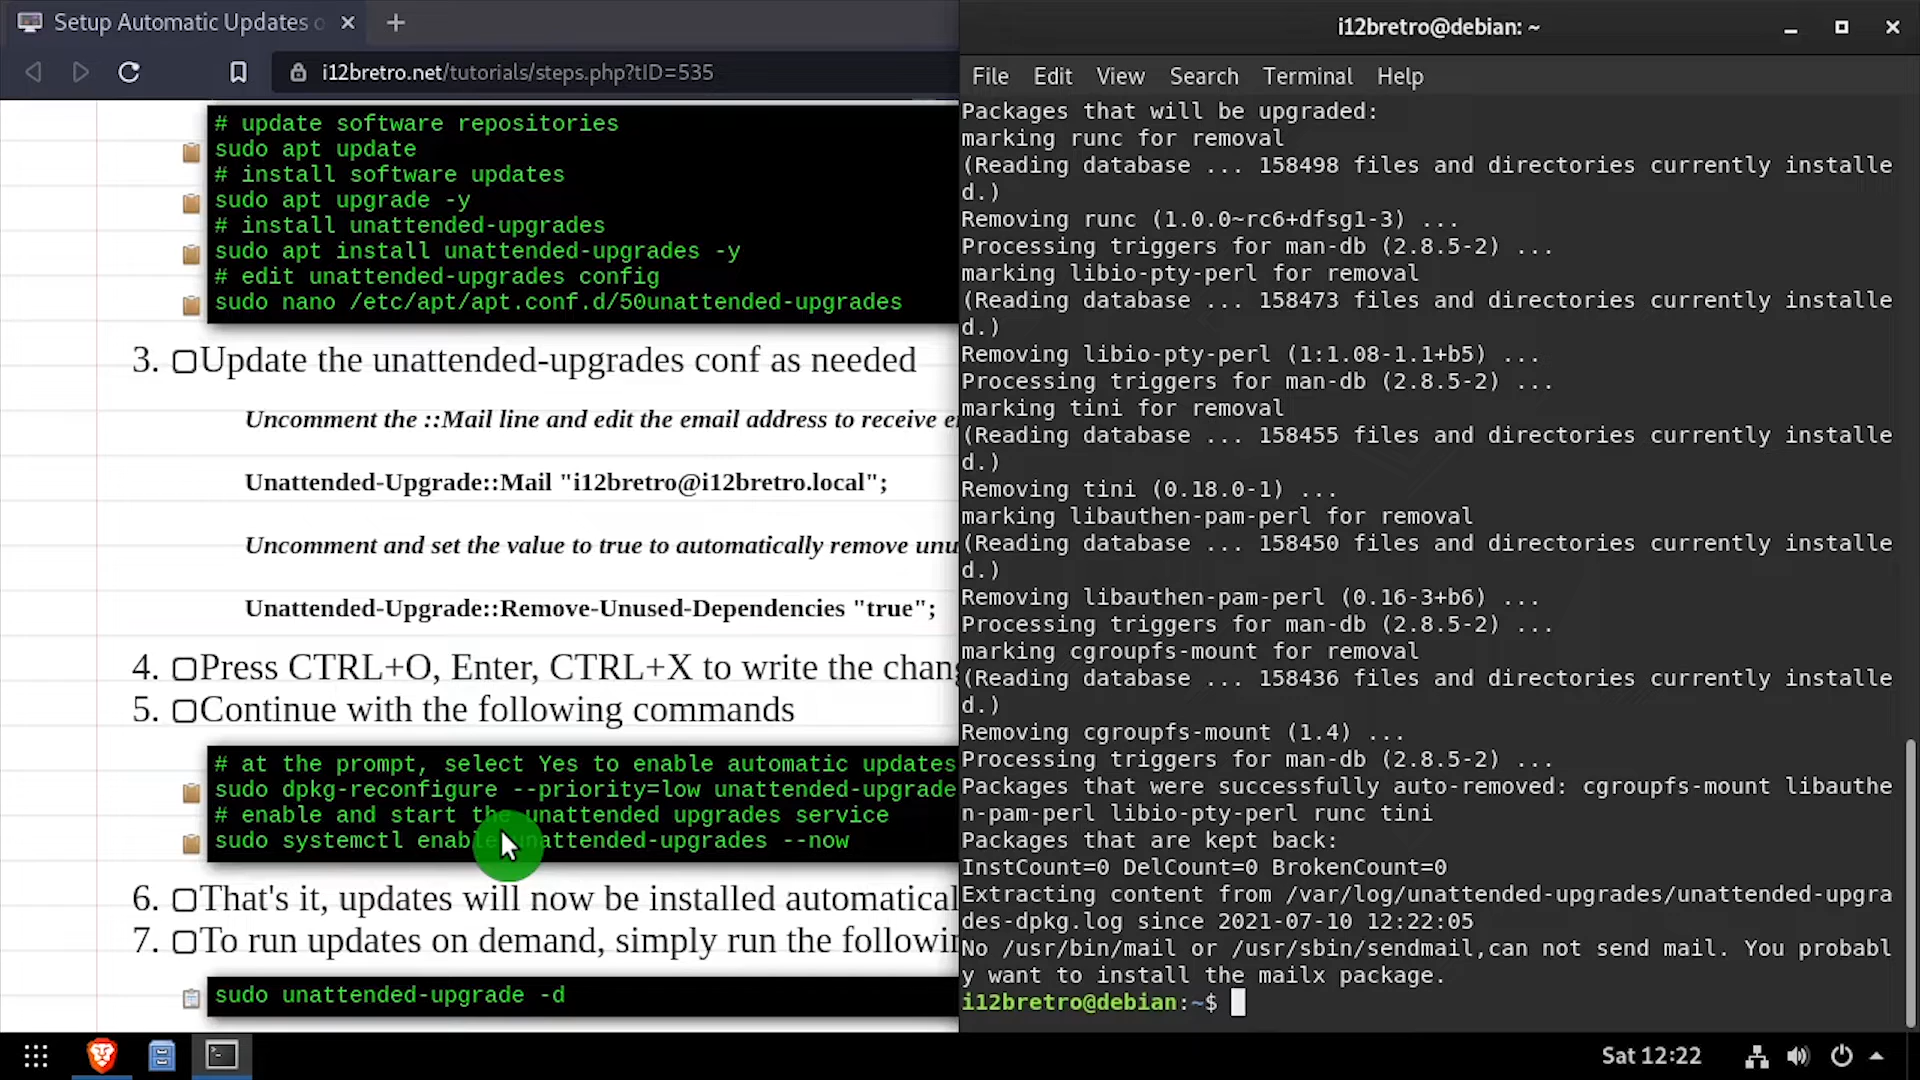 Setup Automatic Updates o
i12bretro.net/tutorials/steps.php?tID=535
# update software repositories
sudo apt update
# install software updates
sudo apt upgrade -y
# install unattended-upgrades
sudo apt install unattended-upgrades -y
# edit unattended-upgrades config
sudo nano /etc/apt/apt.conf.d/50unattended-upgrades
3. Update the unattended-upgrades conf as needed
Uncomment the ::Mail line and edit the email address to receive e
Unattended-Upgrade::Mail "i12bretro@i12bretro.local";
Uncomment and set the value to true to automatically remove unu
Unattended-Upgrade::Remove-Unused-Dependencies "true";
4. Press CTRL+O, Enter, CTRL+X to write the chan
5. Continue with the following commands
# at the prompt, select Yes to enable automatic updates
sudo dpkg-reconfigure --priority=low unattended-upgrade
# enable and start the unattended upgrades service
sudo systemctl enable unattended-upgrades --now
6. That's it, updates will now be installed automatical
7. To run updates on demand, simply run the followi
sudo unattended-upgrade -d
i12bretro@debian: ~
File Edit View Search Terminal Help
Packages that will be upgraded:
marking runc for removal
(Reading database ... 158498 files and directories currently installe
d.)
Removing runc (1.0.0~rc6+dfsg1-3) ...
Processing triggers for man-db (2.8.5-2) ...
marking libio-pty-perl for removal
(Reading database ... 158473 files and directories currently installe
d.)
Removing libio-pty-perl (1:1.08-1.1+b5) ...
Processing triggers for man-db (2.8.5-2) ...
marking tini for removal
(Reading database ... 158455 files and directories currently installe
d.)
Removing tini (0.18.0-1) ...
marking libauthen-pam-perl for removal
(Reading database ... 158450 files and directories currently installe
d.)
Removing libauthen-pam-perl (0.16-3+b6) ...
Processing triggers for man-db (2.8.5-2) ...
marking cgroupfs-mount for removal
(Reading database ... 158436 files and directories currently installe
d.)
Removing cgroupfs-mount (1.4) ...
Processing triggers for man-db (2.8.5-2) ...
Packages that were successfully auto-removed: cgroupfs-mount libauthe
n-pam-perl libio-pty-perl runc tini
Packages that are kept back:
InstCount=0 DelCount=0 BrokenCount=0
Extracting content from /var/log/unattended-upgrades/unattended-upgra
des-dpkg.log since 2021-07-10 12:22:05
No /usr/bin/mail or /usr/sbin/sendmail,can not send mail. You probabl
y want to install the mailx package.
i12bretro@debian:~$
Sat 12:22